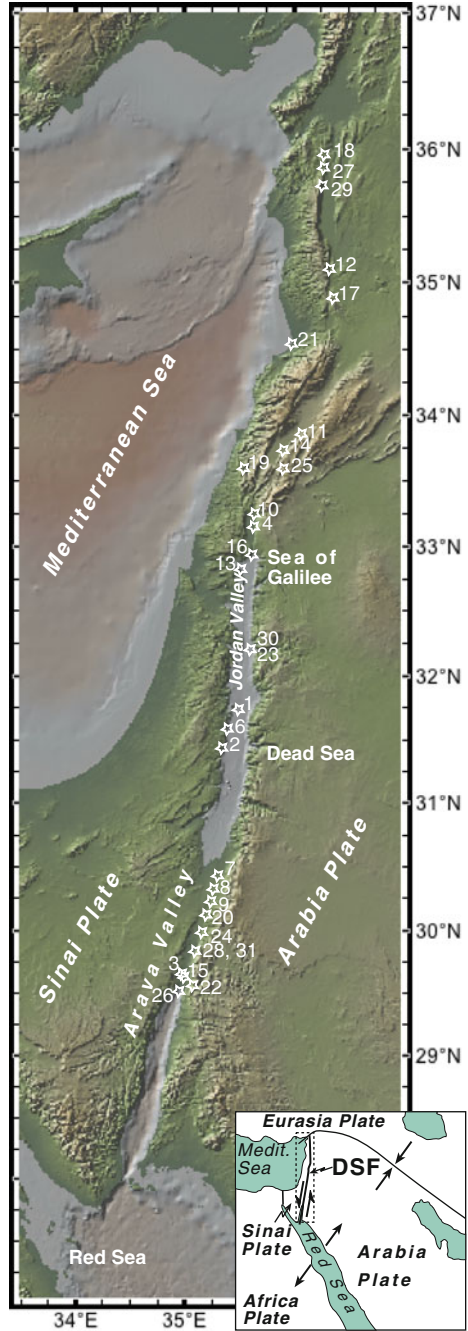 37°N
36°N
18
27
29
12
35°N
17
21
34°N
11
14
19
25
10
4
33°N
16
13
Sea of
Galilee
Mediterranean Sea
Jordan Valley
30
23
32°N
1
6
2
Dead Sea
31°N
7
8
9
20
30°N
24
28, 31
3
15
26
22
29°N
Sinai Plate
Araya Valley
Arabia Plate
Red Sea
34°E
35°E
Eurasia Plate
Medit.
Sea
DSF
Sinai
Plate
Red Sea
Arabia
Plate
Africa
Plate